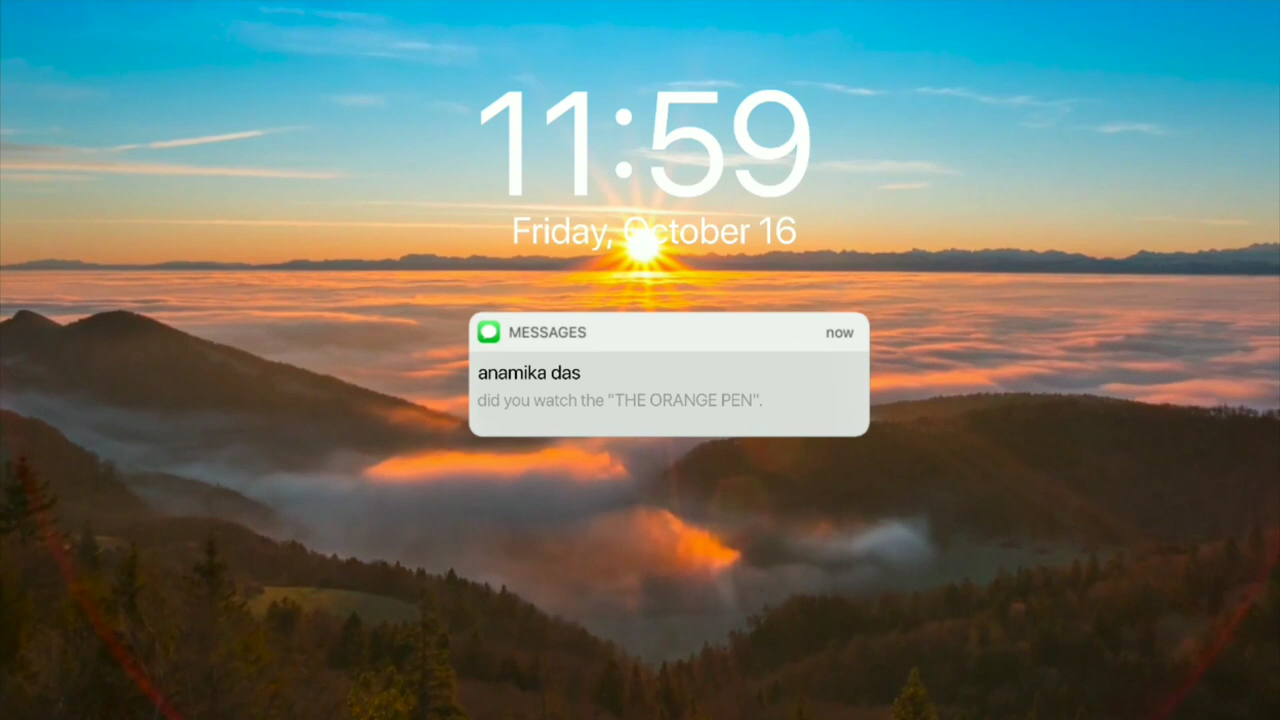 11:59
Friday, October 16
MESSAGES now
anamika das
did you watch the "THE ORANGE PEN".